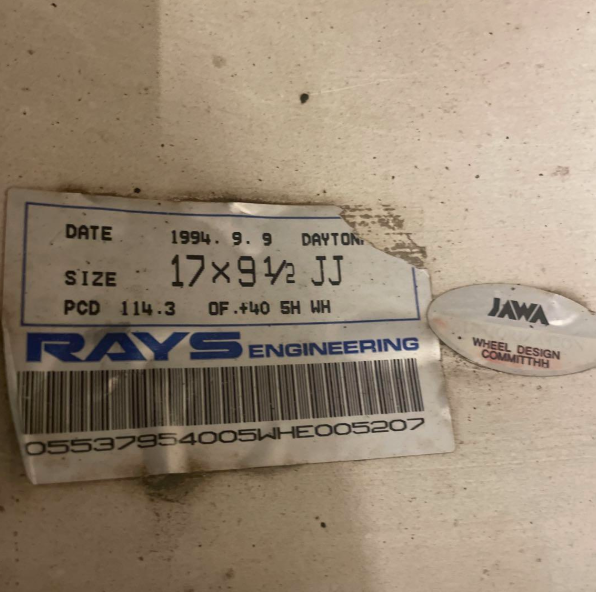 DATE 1994. 9. 9
SIZE 17×9½ JJ
PCD 114.3 OF.+40 5H WH
RAYS ENGINEERING
05537954005WHE005207
JAWA
WHEEL DESIGN
COMMITTHH